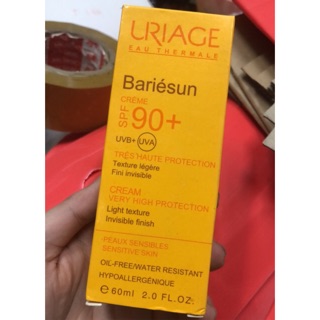 URIAGE
EAU THERMALE
Bariésun
CRÈME
SPF 90+
UVB+ UVA
TRÈS HAUTE PROTECTION
Texture légère
Fini invisible
CREAM
VERY HIGH PROTECTION
Light texture
Invisible finish
PEAUX SENSIBLES
SENSITIVE SKIN
OIL-FREE/WATER RESISTANT
HYPOALLERGÉNIQUE
e 60ml 2.0 FL.OZ.